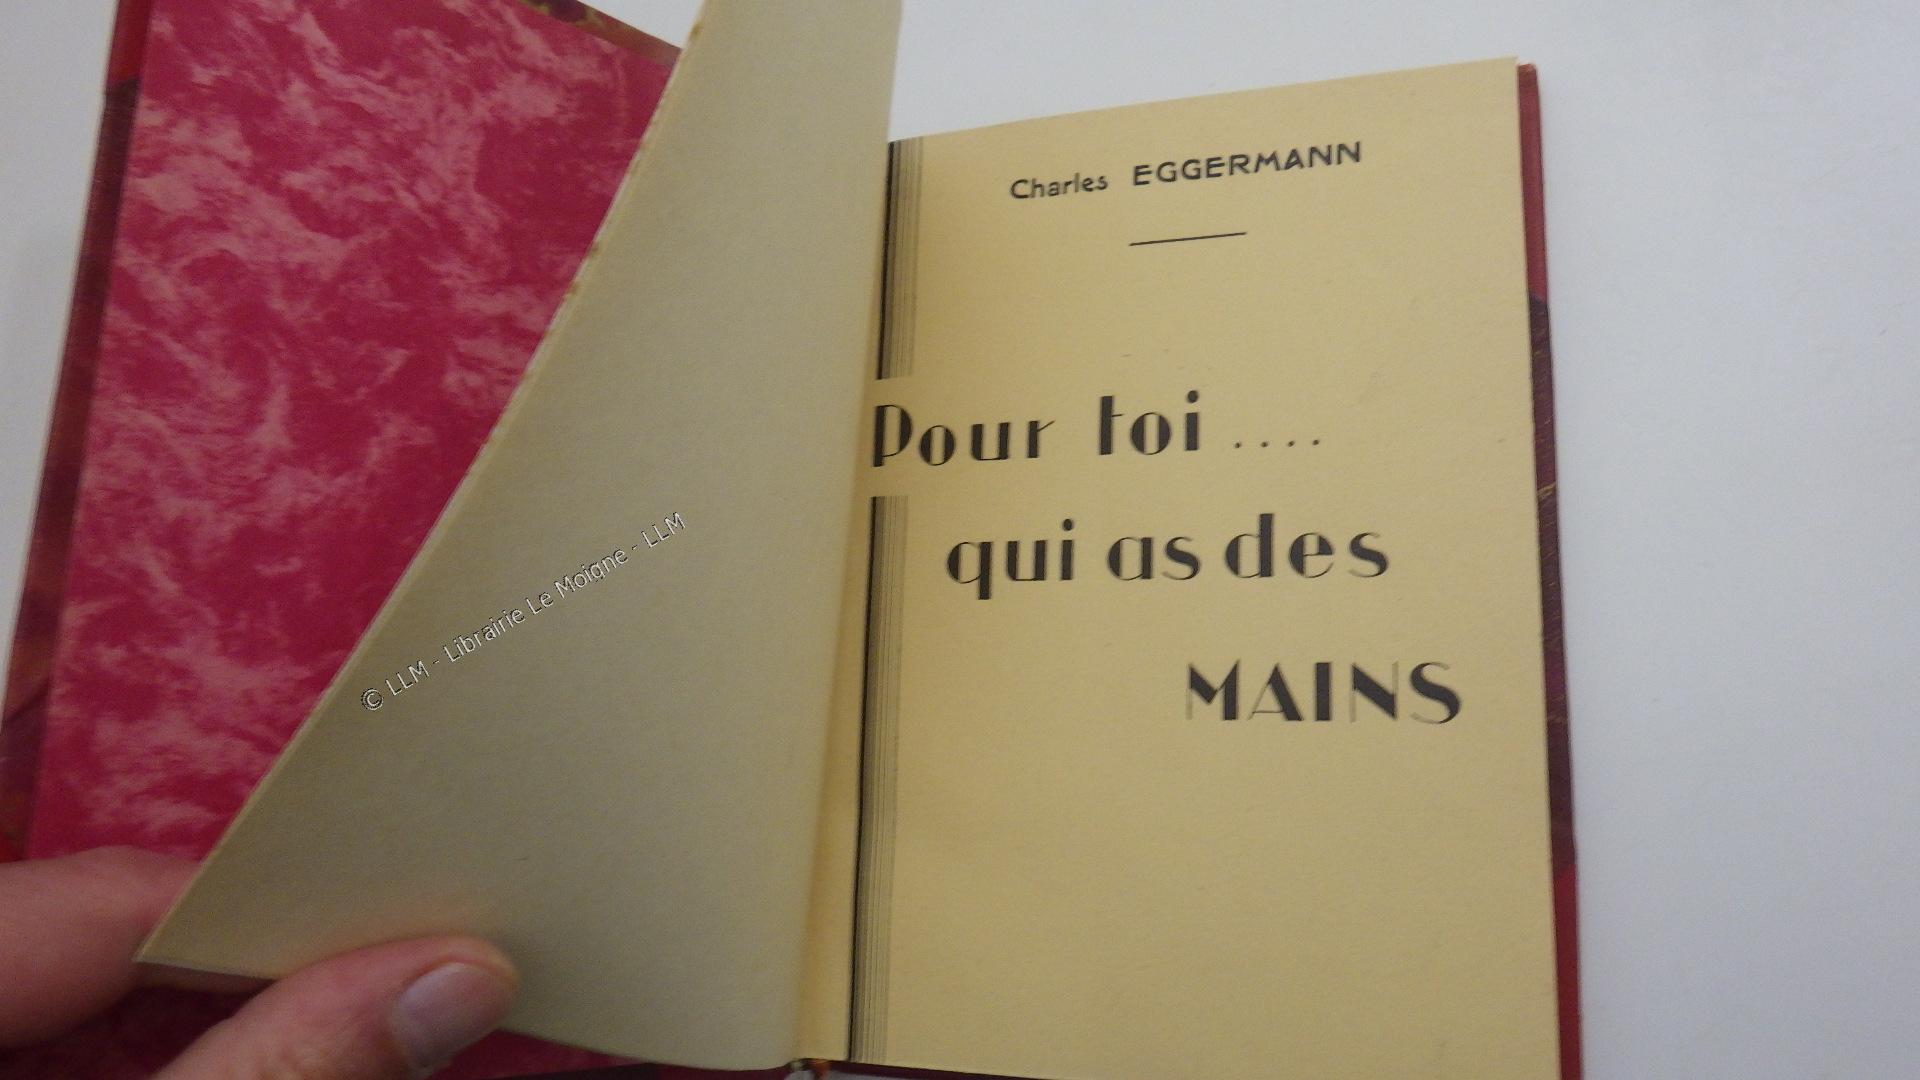 Charles EGGERMANN
Pour toi ....
qui as des
MAINS
© LLM - Librairie Le Moigne - LLM